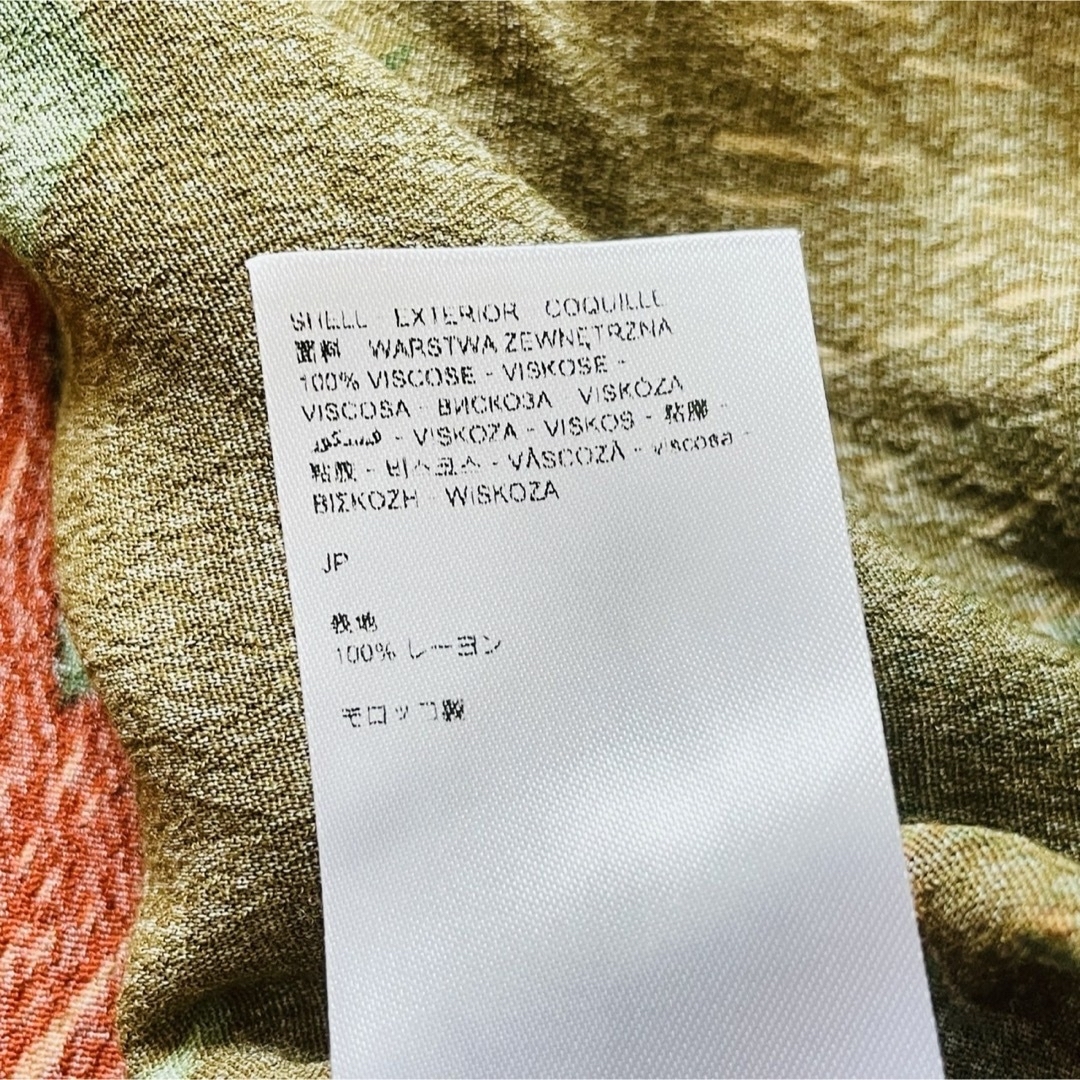 SHELL - EXTERIOR - COQUILLE
面料 - WARSTWA ZEWNĘTRZNA
100% VISCOSE - VISKOSE -
VISCOSA - ВИСКОЗА - VISKÓZA
- VISKOZA - VISKOS - 粘膠 -
粘胶 - 비스코스 - VÂSCOZĂ - viscosa -
ΒΙΣΚΟΖΗ - WISKOZA
JP
表地
100% レーヨン
モロッコ製